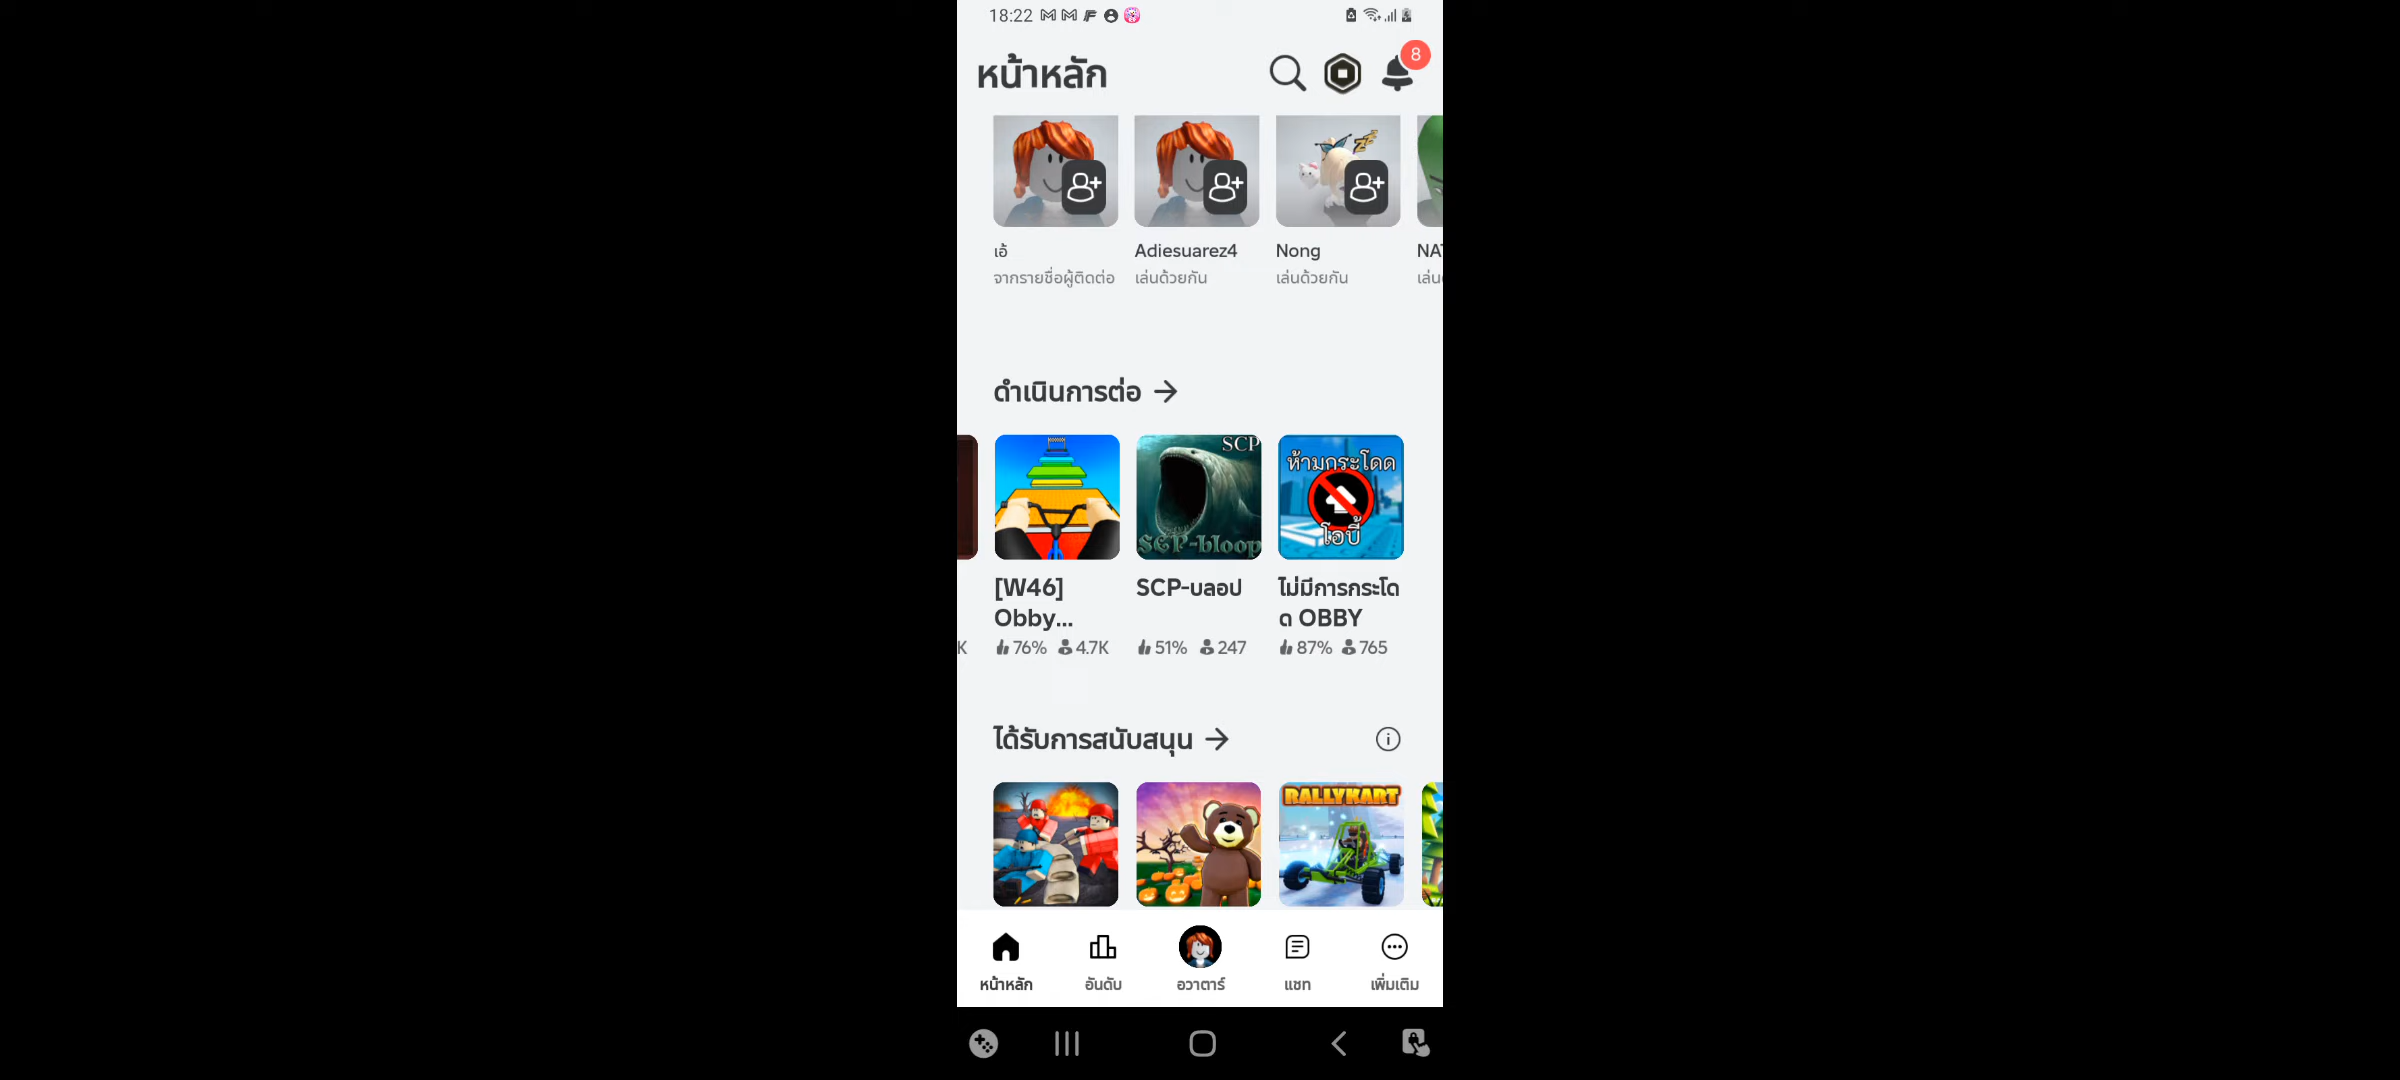 18:22
หน้าหลัก
8
เอ้
จากรายชื่อผู้ติดต่อ
Adiesuarez4
เล่นด้วยกัน
Nong
เล่นด้วยกัน
ดำเนินการต่อ →
SCP
SCP-bloop
ห้ามกระโดด
โอบี้
[W46]
Obby...
76% 4.7K
SCP-บลอป
51% 247
ไม่มีการกระโด
ด OBBY
87% 765
K
ได้รับการสนับสนุน →
RALLYKART
หน้าหลัก
อันดับ
อวาตาร์
แชท
เพิ่มเติม